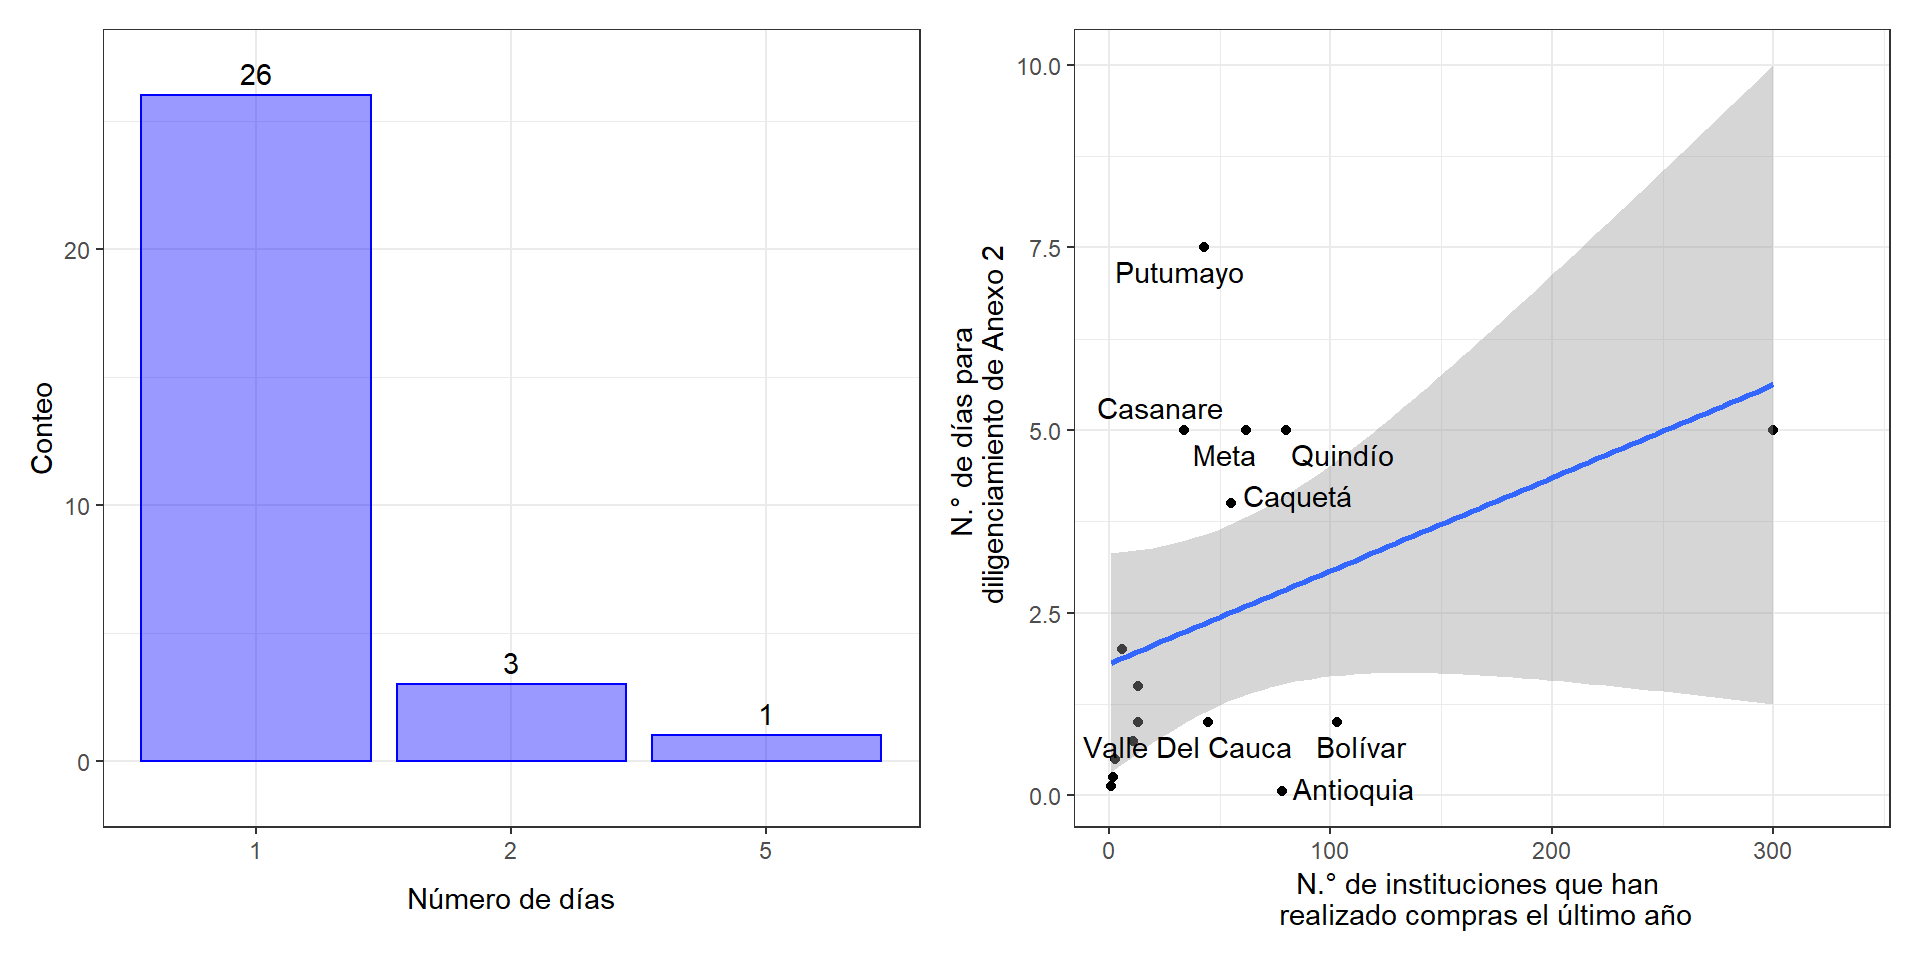 26
3
1
20
10
0
Conteo
1
2
5
Número de días
10.0
7.5
5.0
2.5
0.0
N.° de días para
diligenciamiento de Anexo 2
Putumayo
Casanare
Meta
Quindío
Caquetá
Valle Del Cauca
Bolívar
Antioquia
0
100
200
300
N.° de instituciones que han
realizado compras el último año